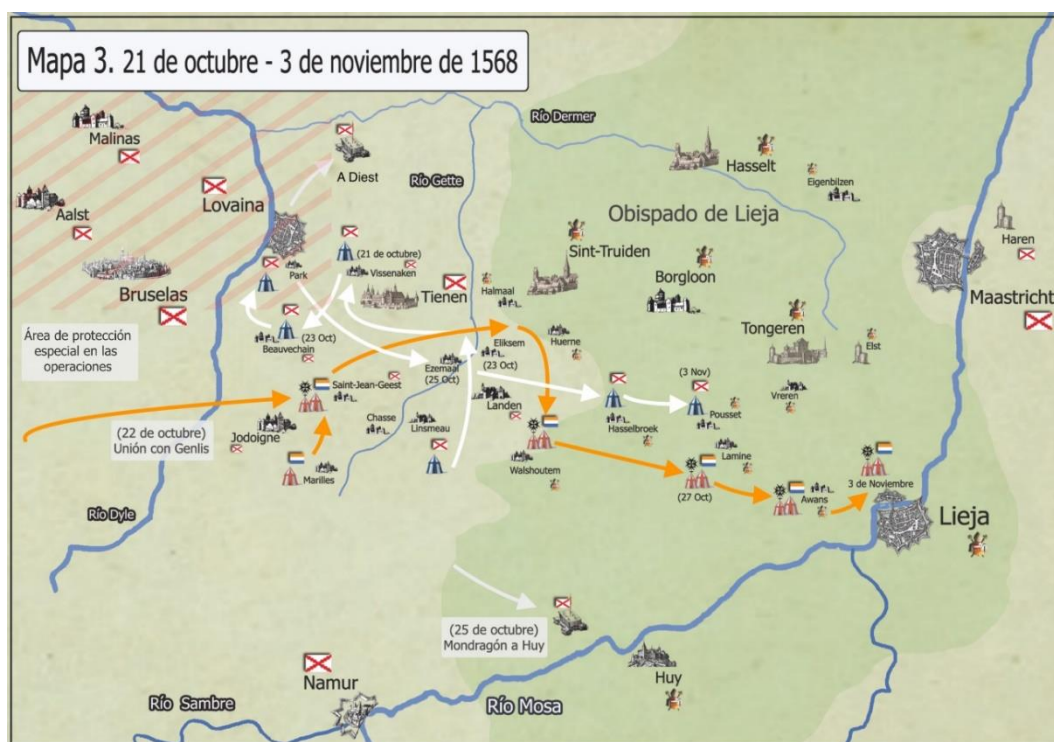 Mapa 3. 21 de octubre - 3 de noviembre de 1568
Río Dermer
Malinas
A Diest
Hasselt
Río Gette
Eigenbilzen
Lovaina
Aalst
Obispado de Lieja
Haren
(21 de octubre)
Vissenaken
Sint-Truiden
Park
Borgloon
Bruselas
Tienen
Halmaal
Maastricht
Tongeren
Área de protección
especial en las
operaciones
(23 Oct)
Beauvechain
Eliksem
(23 Oct)
Huerne
Elst
Ezemaal
(25 Oct)
(3 Nov)
Saint-Jean-Geest
Landen
Vreren
Pousset
Chasse
Linsmeau
Hasselbroek
(22 de octubre)
Unión con Genlis
Jodoigne
Walshoutem
Lamine
Marilles
(27 Oct)
Awans
3 de Noviembre
Río Dyle
Lieja
(25 de octubre)
Mondragón a Huy
Namur
Huy
Río Sambre
Río Mosa